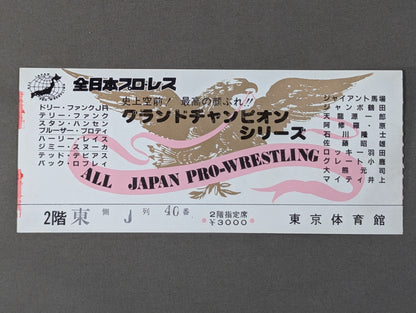 全日本プロ・レス
史上空前! 最高の顔ぶれ!!
グランドチャンピオン
シリーズ
ドリー・ファンクJR
テリー・ファンク
スタン・ハンセン
ブルーザー・ブロディ
ハーリー・レイス
ジミー・スヌーカ
テッド・デビアス
バック・ロブレイ
ジャイアント馬場
ジャンボ鶴田
天龍源一郎
阿修羅・原
石川隆士
佐藤昭雄
ロッキー羽田
グレート小鹿
大熊元司
マイティ井上
ALL JAPAN PRO-WRESTLING
2階 東 側 J 列 40番
2階指定席
¥3000
東京体育館